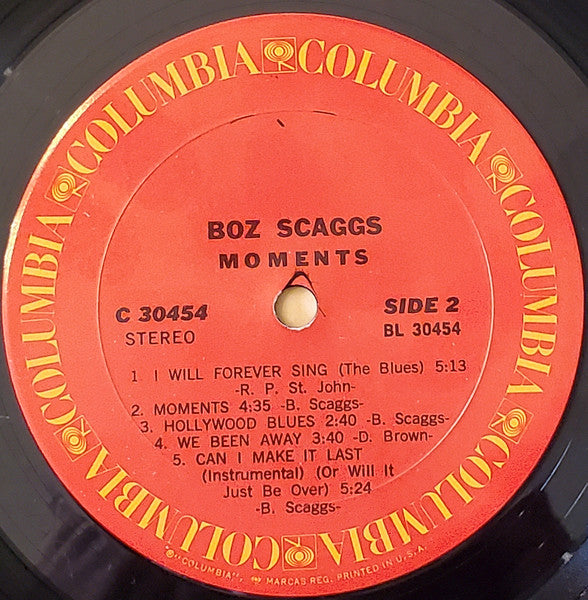 COLUMBIA COLUMBIA COLUMBIA COLUMBIA COLUMBIA COLUMBIA
BOZ SCAGGS
MOMENTS
C 30454
STEREO
SIDE 2
BL 30454
1. I WILL FOREVER SING (The Blues) 5:13
-R. P. St. John-
2. MOMENTS 4:35 -B. Scaggs-
3. HOLLYWOOD BLUES 2:40 -B. Scaggs-
4. WE BEEN AWAY 3:40 -D. Brown-
5. CAN I MAKE IT LAST
(Instrumental) (Or Will It
Just Be Over) 5:24
-B. Scaggs-
"COLUMBIA", MARCAS REG. PRINTED IN U.S.A.